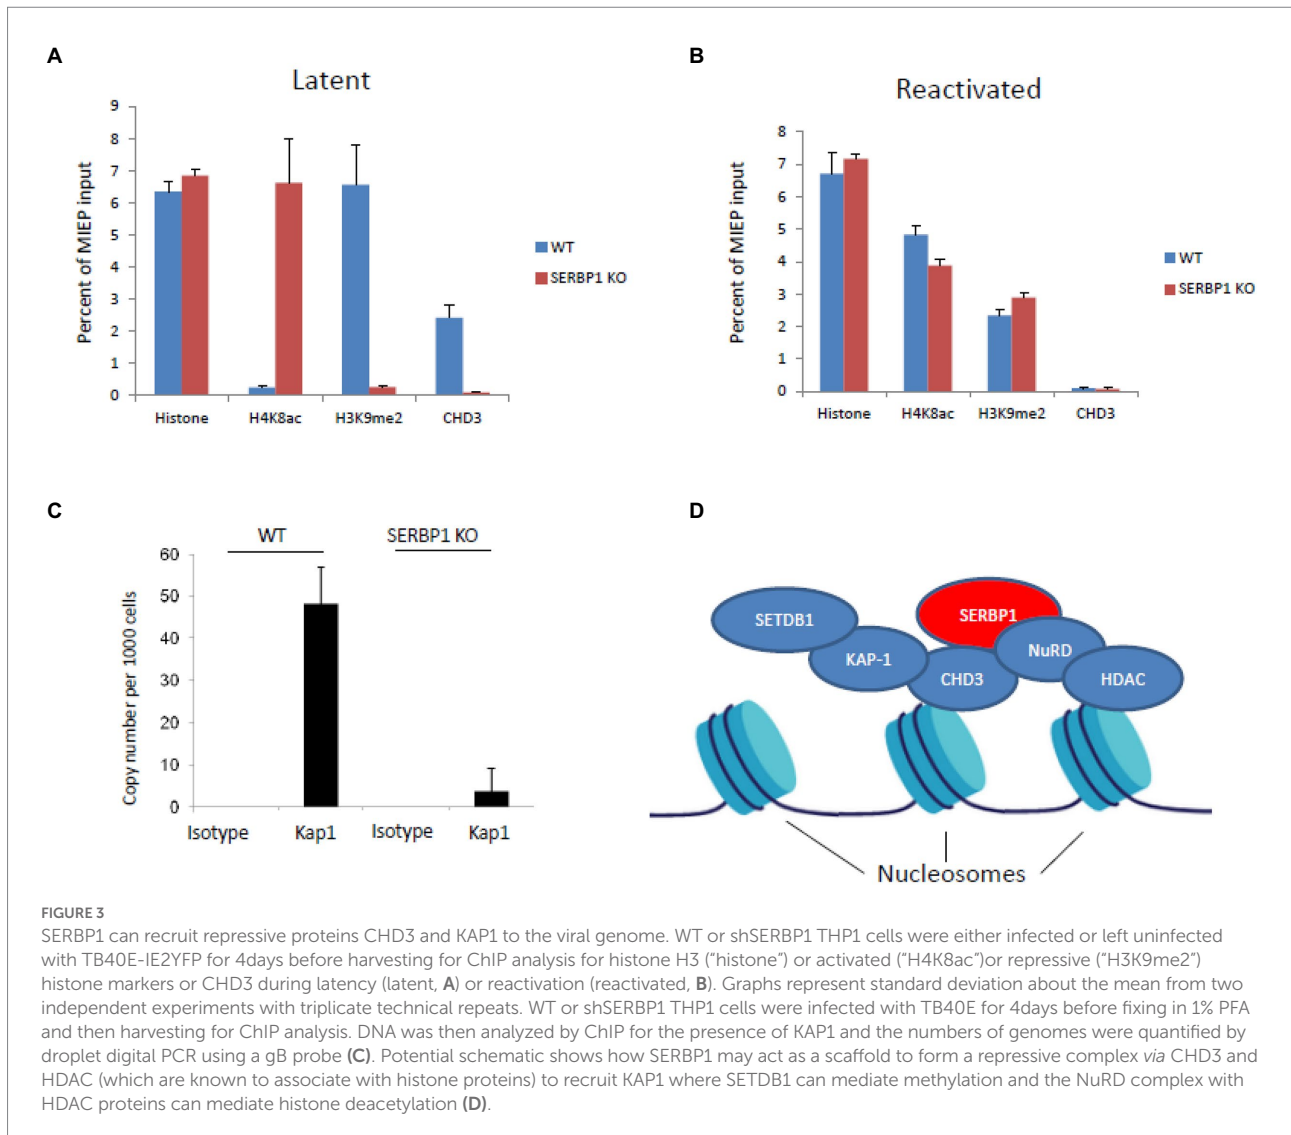 A
Latent
Percent of MIEP input
9
8
7
6
5
4
3
2
1
0
Histone H4K8ac H3K9me2 CHD3
WT
SERBP1 KO
B
Reactivated
Percent of MIEP input
8
7
6
5
4
3
2
1
0
Histone H4K8ac H3K9me2 CHD3
WT
SERBP1 KO
C
WT SERBP1 KO
Copy number per 1000 cells
60
50
40
30
20
10
0
Isotype Kap1 Isotype Kap1
D
SETDB1
KAP-1
SERBP1
CHD3
NuRD
HDAC
Nucleosomes
FIGURE 3
SERBP1 can recruit repressive proteins CHD3 and KAP1 to the viral genome. WT or shSERBP1 THP1 cells were either infected or left uninfected
with TB40E-IE2YFP for 4days before harvesting for ChIP analysis for histone H3 (“histone”) or activated (“H4K8ac”)or repressive (“H3K9me2”)
histone markers or CHD3 during latency (latent, A) or reactivation (reactivated, B). Graphs represent standard deviation about the mean from two
independent experiments with triplicate technical repeats. WT or shSERBP1 THP1 cells were infected with TB40E for 4days before fixing in 1% PFA
and then harvesting for ChIP analysis. DNA was then analyzed by ChIP for the presence of KAP1 and the numbers of genomes were quantified by
droplet digital PCR using a gB probe (C). Potential schematic shows how SERBP1 may act as a scaffold to form a repressive complex via CHD3 and
HDAC (which are known to associate with histone proteins) to recruit KAP1 where SETDB1 can mediate methylation and the NuRD complex with
HDAC proteins can mediate histone deacetylation (D).